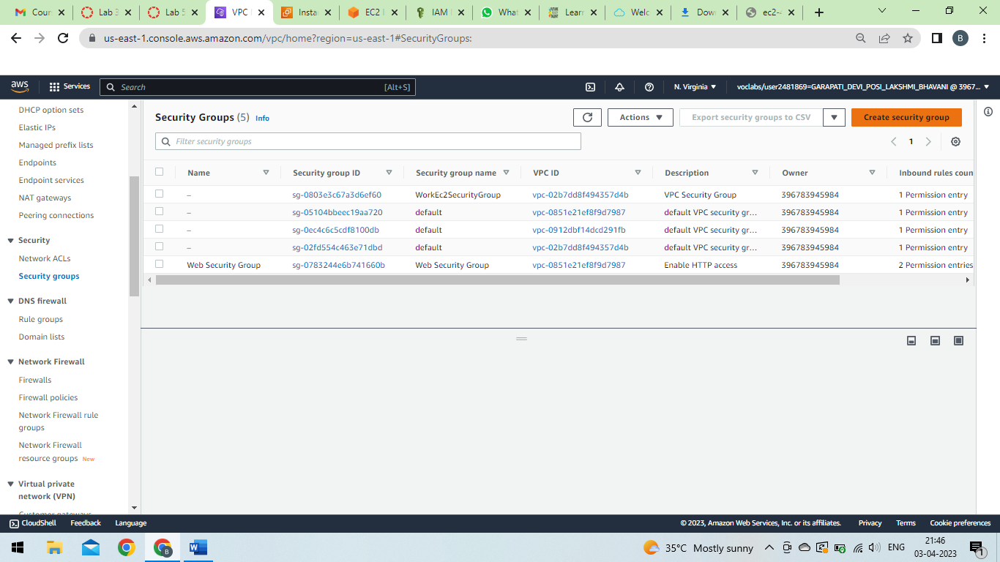 Cour
Lab 3
Lab 5
VPC
Insta
EC2
IAM
What
Learn
Welc
Dow
ec2-4
us-east-1.console.aws.amazon.com/vpc/home?region=us-east-1#SecurityGroups:
B
aws
Services
Search
[Alt+S]
N. Virginia
voclabs/user2481869=GARAPATI_DEVI_POSI_LAKSHMI_BHAVANI @ 3967...
DHCP option sets
Elastic IPs
Managed prefix lists
Endpoints
Endpoint services
NAT gateways
Peering connections
Security
Network ACLs
Security groups
DNS firewall
Rule groups
Domain lists
Network Firewall
Firewalls
Firewall policies
Network Firewall rule
groups
Network Firewall
resource groups New
Virtual private
network (VPN)
Customer gateways
Security Groups (5) Info
Actions
Export security groups to CSV
Create security group
Filter security groups
1
Name Security group ID Security group name VPC ID Description Owner Inbound rules coun
– sg-0803e3c67a3d6ef60 WorkEc2SecurityGroup vpc-02b7dd8f494357d4b VPC Security Group 396783945984 1 Permission entry
– sg-05104bbeec19aa720 default vpc-0851e21ef8f9d7987 default VPC security gr... 396783945984 1 Permission entry
– sg-0ec4c6c5cdf8100db default vpc-0912dbf14dcd291fb default VPC security gr... 396783945984 1 Permission entry
– sg-02fd554c463e71dbd default vpc-02b7dd8f494357d4b default VPC security gr... 396783945984 1 Permission entry
Web Security Group sg-0783244e6b741660b Web Security Group vpc-0851e21ef8f9d7987 Enable HTTP access 396783945984 2 Permission entries
CloudShell Feedback Language
© 2023, Amazon Web Services, Inc. or its affiliates. Privacy Terms Cookie preferences
B
35°C Mostly sunny
ENG
21:46
03-04-2023
1